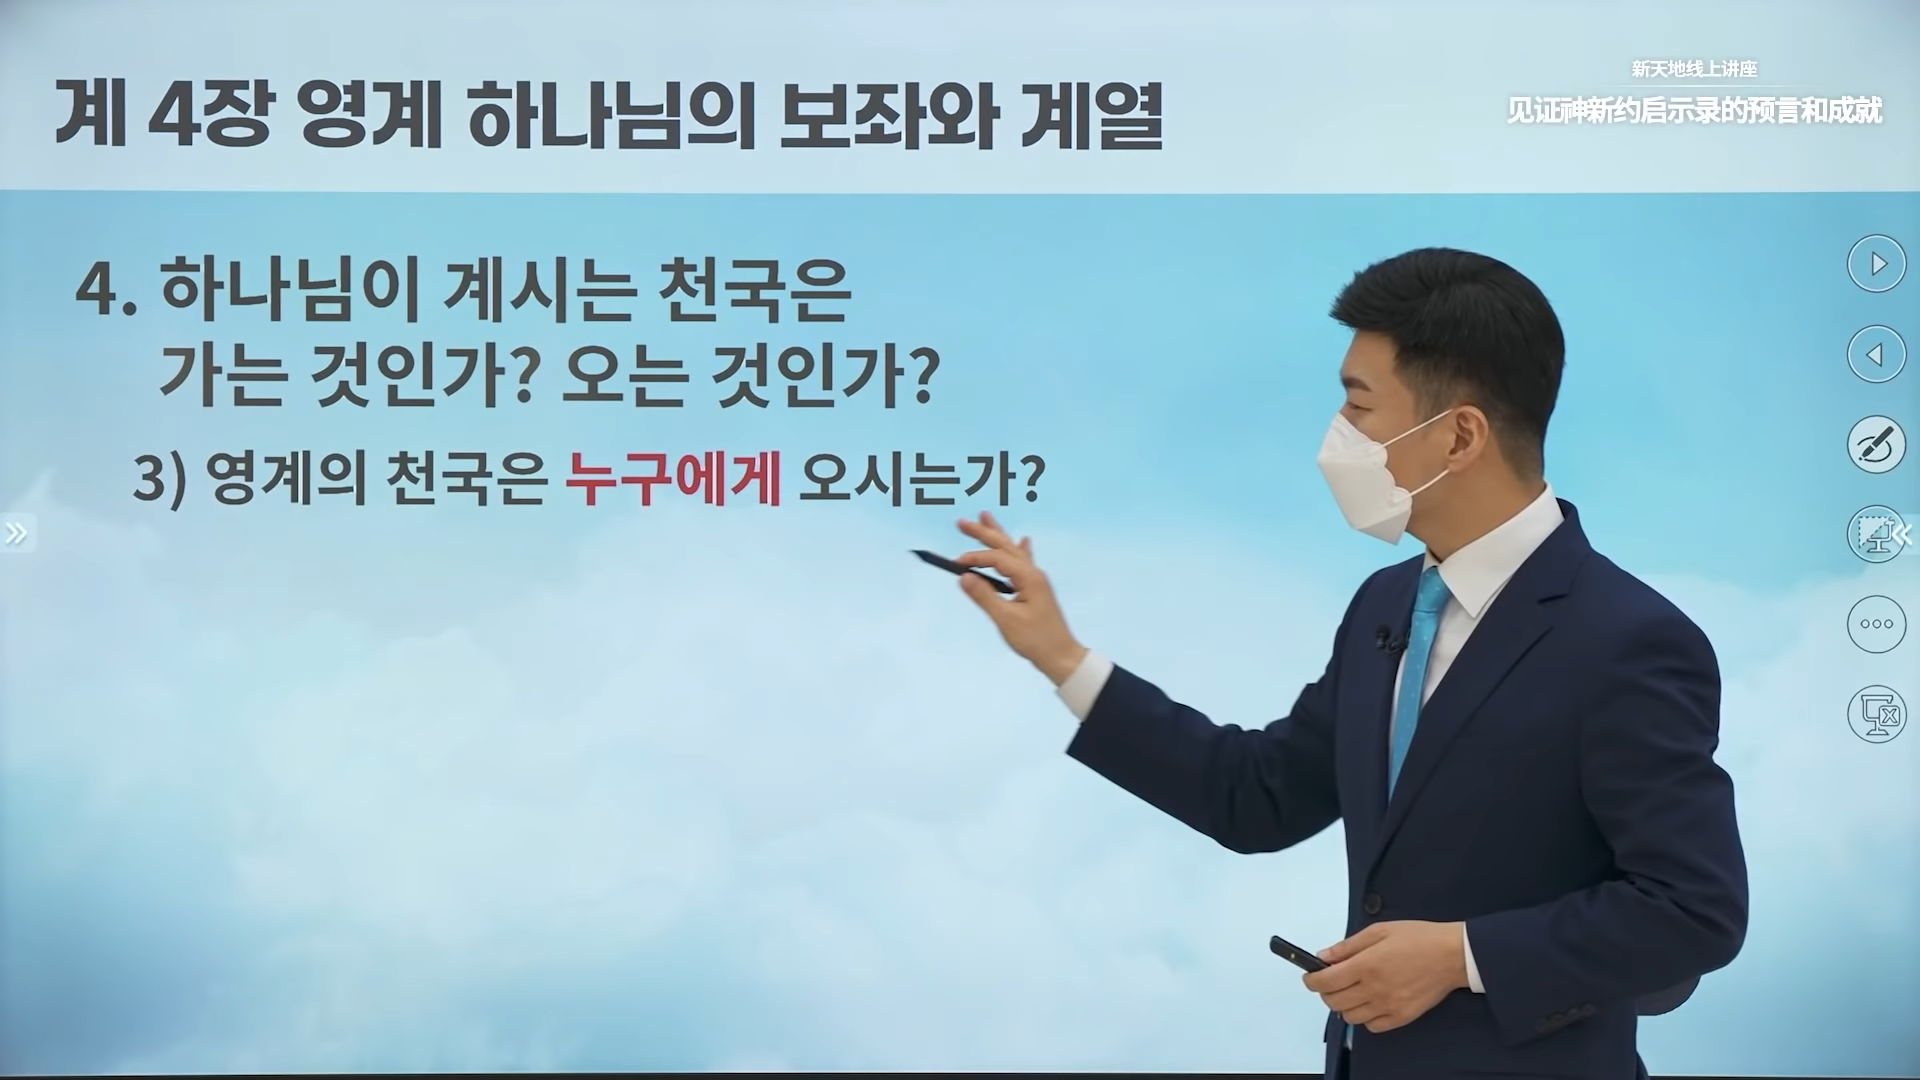 계 4장 영계 하나님의 보좌와 계열
新天地线上讲座
见证神新约启示录的预言和成就
4. 하나님이 계시는 천국은
가는 것인가? 오는 것인가?
3) 영계의 천국은 누구에게 오시는가?